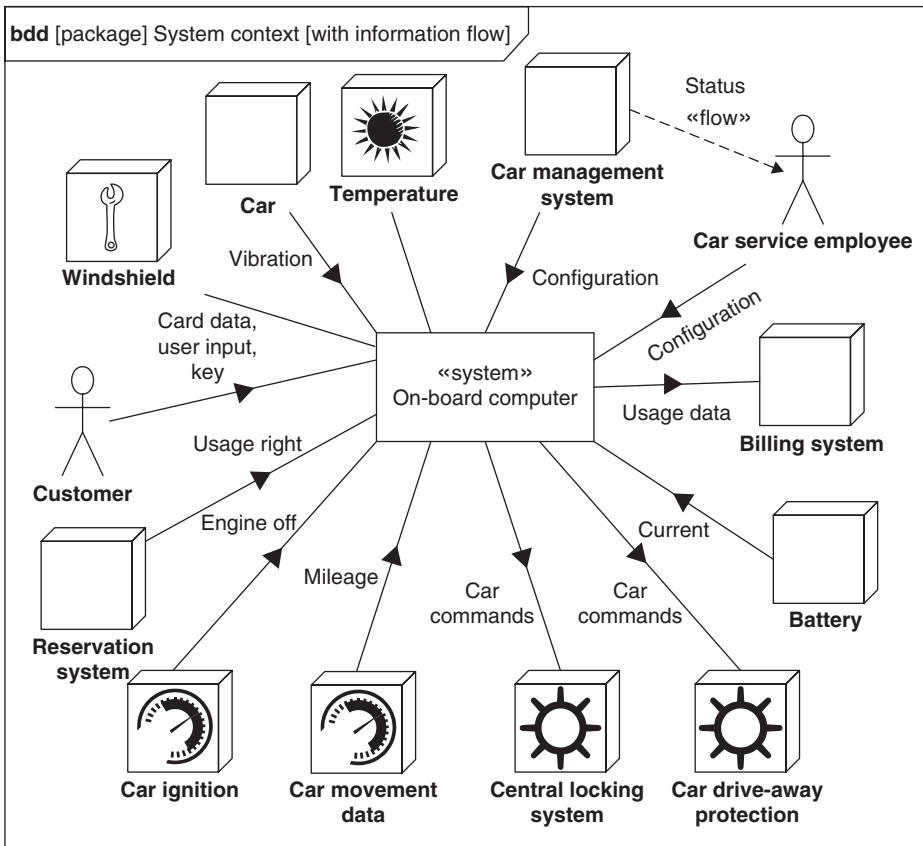 bdd [package] System context [with information flow]
Status
«flow»
Car
Temperature
Car management
system
Car service employee
Windshield
Vibration
Configuration
Configuration
Card data,
user input,
key
«system»
On-board computer
Usage data
Billing system
Customer
Usage right
Engine off
Reservation
system
Mileage
Car
commands
Car
commands
Current
Battery
Car ignition
Car movement
data
Central locking
system
Car drive-away
protection